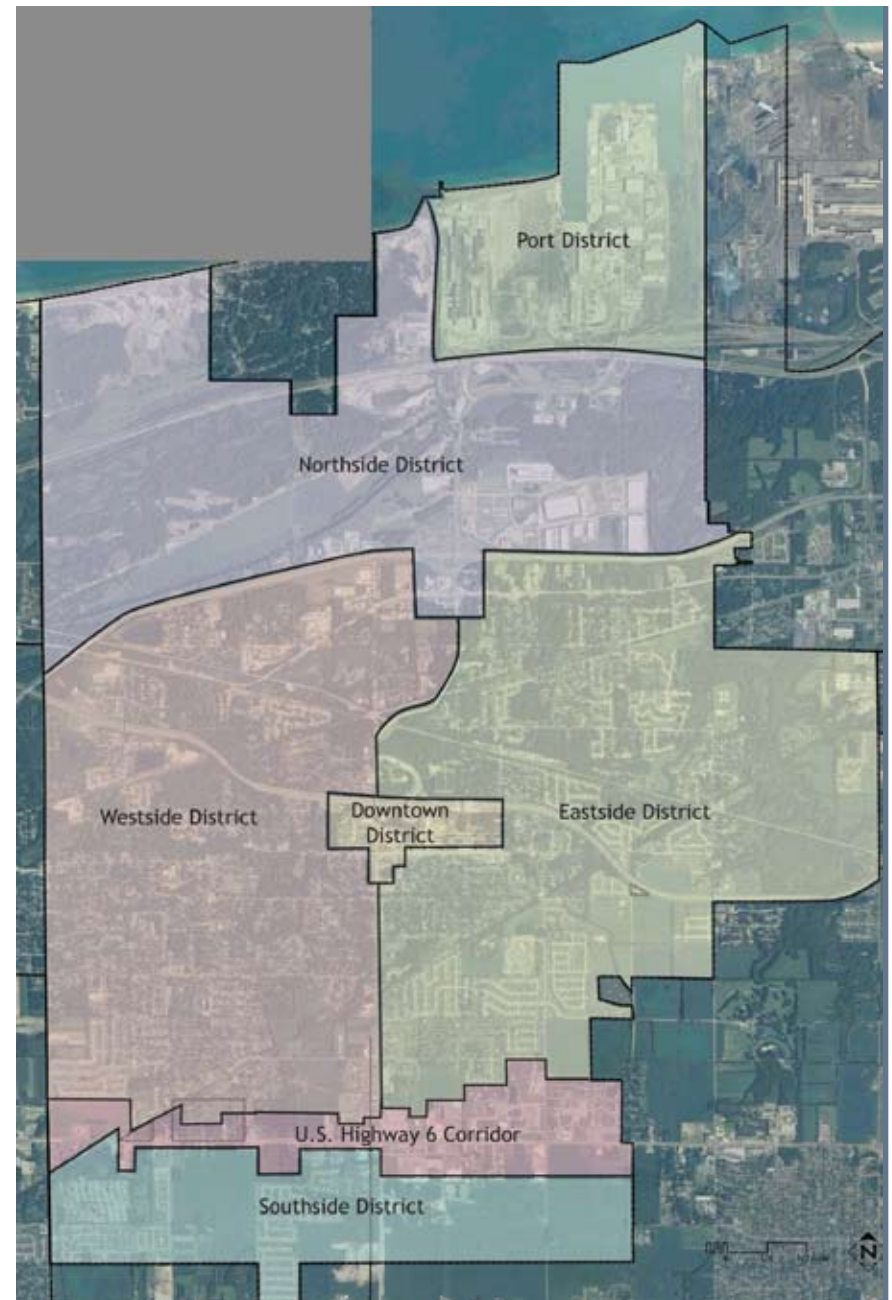 Port District
Northside District
Westside District
Downtown
District
Eastside District
U.S. Highway 6 Corridor
Southside District
N